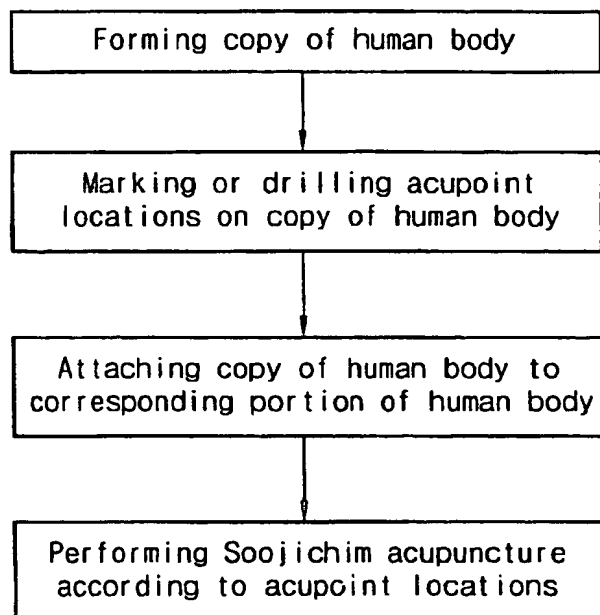 Forming copy of human body
Marking or drilling acupoint
locations on copy of human body
Attaching copy of human body to
corresponding portion of human body
Performing Soojichim acupuncture
according to acupoint locations